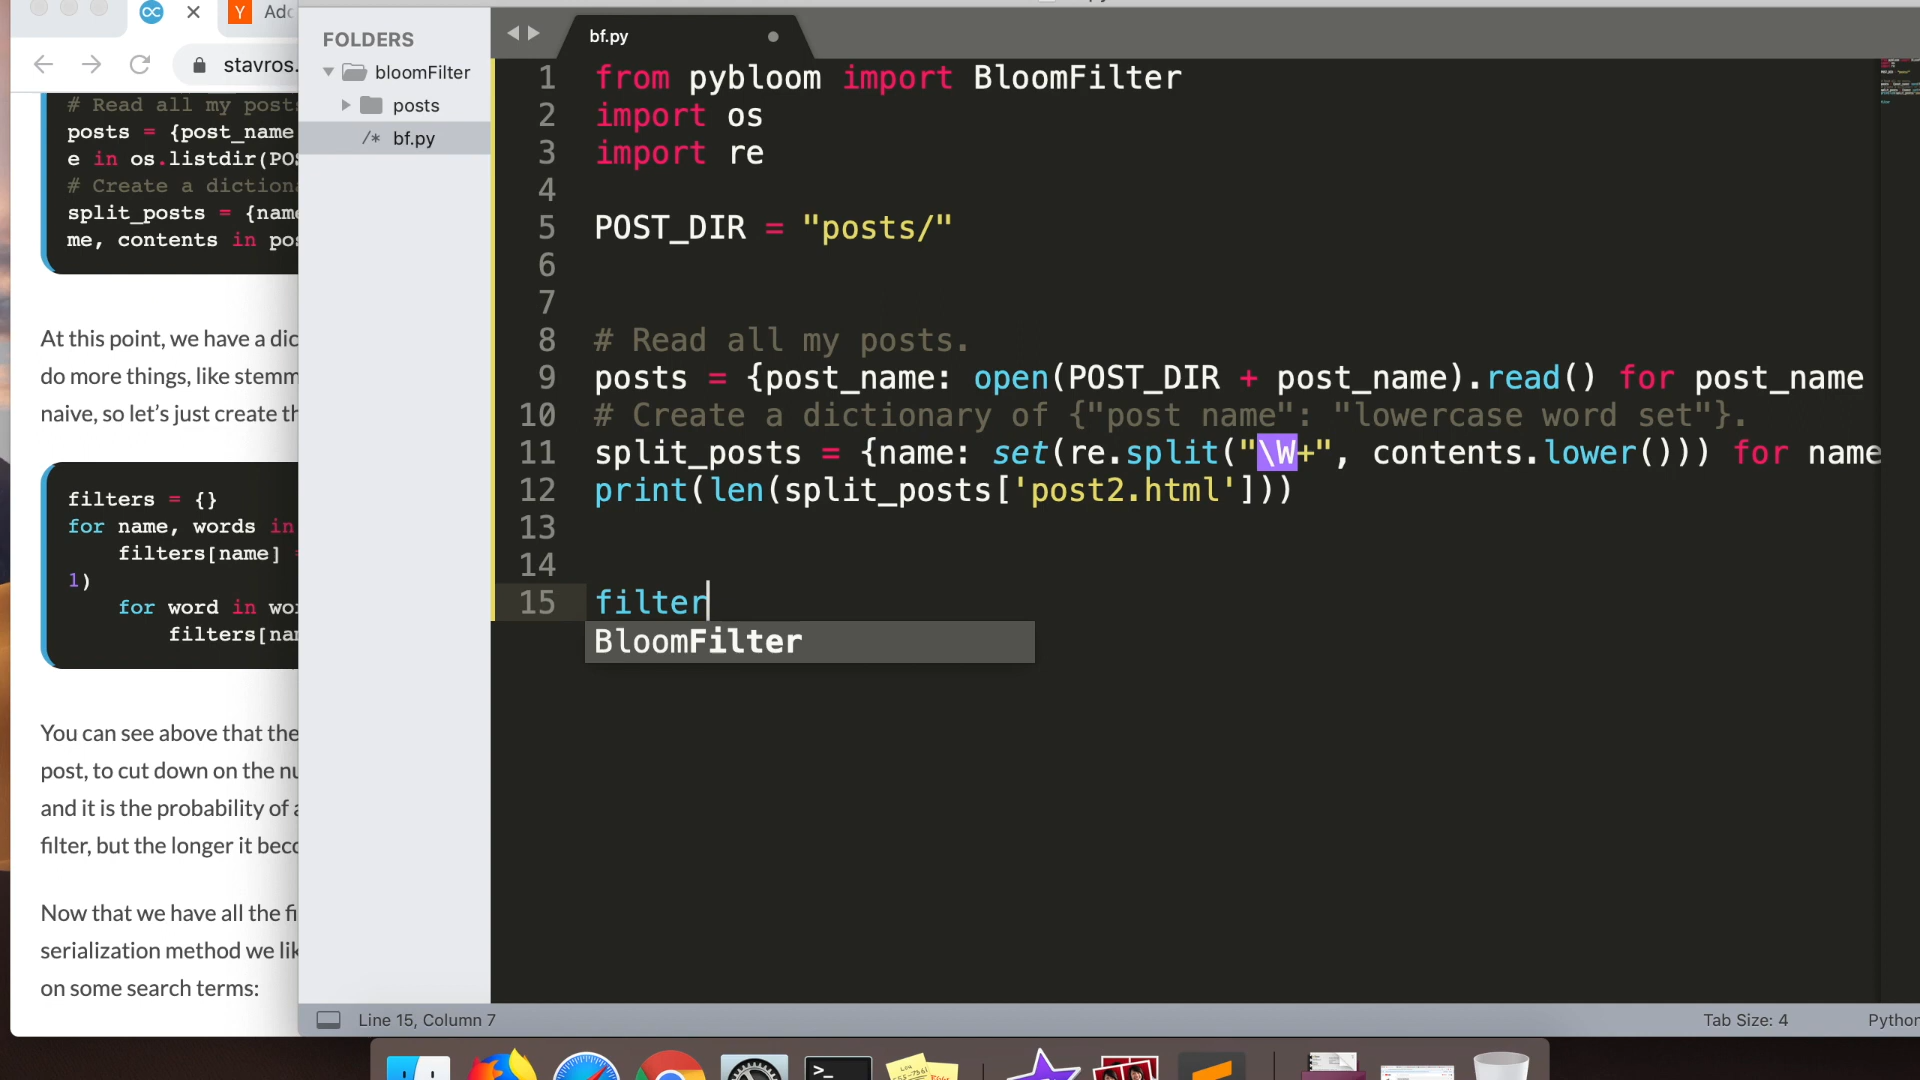 Y
stavros.
# Read all my posts
posts = {post_name
e in os.listdir(PO
# Create a diction
split_posts = {nam
me, contents in pos
At this point, we have a dic
do more things, like stemm
naive, so let's just create th
filters = {}
for name, words in
filters[name]
1)
for word in wo
filters[na
You can see above that the
post, to cut down on the nu
and it is the probability of a
filter, but the longer it beco
Now that we have all the fi
serialization method we lik
on some search terms:
FOLDERS
bloomFilter
posts
/* bf.py
bf.py
1 from pybloom import BloomFilter
2 import os
3 import re
4
5 POST_DIR = "posts/"
6
7
8 # Read all my posts.
9 posts = {post_name: open(POST_DIR + post_name).read() for post_name
10 # Create a dictionary of {"post name": "lowercase word set"}.
11 split_posts = {name: set(re.split("\W+", contents.lower())) for name
12 print(len(split_posts['post2.html']))
13
14
15 filter
BloomFilter
Line 15, Column 7
Tab Size: 4
Python